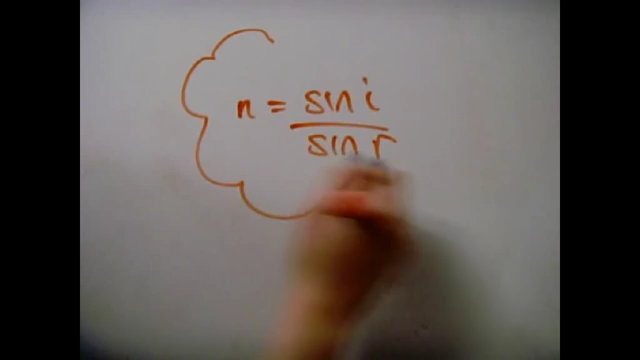 n = sin i
sin r